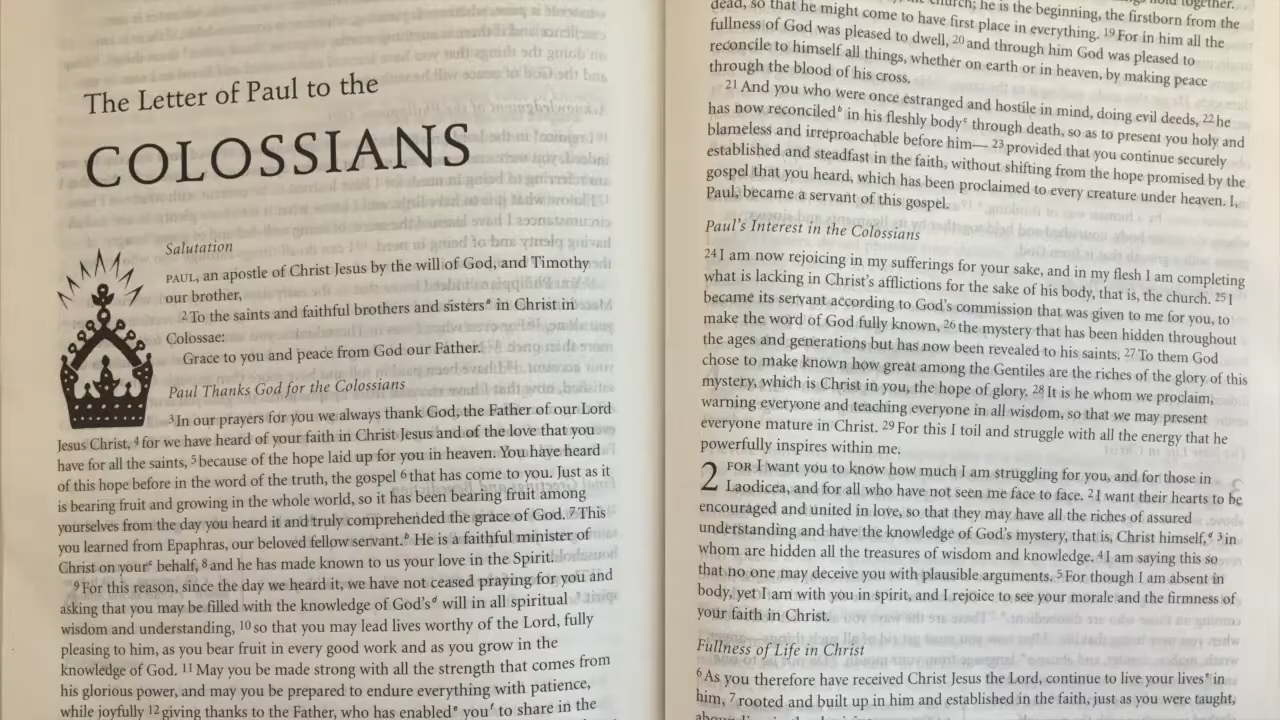 The Letter of Paul to the
COLOSSIANS
Salutation
PAUL, an apostle of Christ Jesus by the will of God, and Timothy
our brother,
2 To the saints and faithful brothers and sisters a in Christ in
Colossae:
Grace to you and peace from God our Father.
Paul Thanks God for the Colossians
3 In our prayers for you we always thank God, the Father of our Lord
Jesus Christ, 4 for we have heard of your faith in Christ Jesus and of the love that you
have for all the saints, 5 because of the hope laid up for you in heaven. You have heard
of this hope before in the word of the truth, the gospel 6 that has come to you. Just as it
is bearing fruit and growing in the whole world, so it has been bearing fruit among
yourselves from the day you heard it and truly comprehended the grace of God. 7 This
you learned from Epaphras, our beloved fellow servant. b He is a faithful minister of
Christ on your c behalf, 8 and he has made known to us your love in the Spirit.
9 For this reason, since the day we heard it, we have not ceased praying for you and
asking that you may be filled with the knowledge of God's d will in all spiritual
wisdom and understanding, 10 so that you may lead lives worthy of the Lord, fully
pleasing to him, as you bear fruit in every good work and as you grow in the
knowledge of God. 11 May you be made strong with all the strength that comes from
his glorious power, and may you be prepared to endure everything with patience,
while joyfully 12 giving thanks to the Father, who has enabled e you f to share in the
hold together.
dead, so that he might come to have first place in everything. 19 For in him all the
church; he is the beginning, the firstborn from the
fullness of God was pleased to dwell, 20 and through him God was pleased to
reconcile to himself all things, whether on earth or in heaven, by making peace
through the blood of his cross.
21 And you who were once estranged and hostile in mind, doing evil deeds, 22 he
has now reconciled b in his fleshly body c through death, so as to present you holy and
blameless and irreproachable before him— 23 provided that you continue securely
established and steadfast in the faith, without shifting from the hope promised by the
gospel that you heard, which has been proclaimed to every creature under heaven. I,
Paul, became a servant of this gospel.
Paul's Interest in the Colossians
24 I am now rejoicing in my sufferings for your sake, and in my flesh I am completing
what is lacking in Christ's afflictions for the sake of his body, that is, the church. 25 I
became its servant according to God's commission that was given to me for you, to
make the word of God fully known, 26 the mystery that has been hidden throughout
the ages and generations but has now been revealed to his saints. 27 To them God
chose to make known how great among the Gentiles are the riches of the glory of this
mystery, which is Christ in you, the hope of glory. 28 It is he whom we proclaim,
warning everyone and teaching everyone in all wisdom, so that we may present
everyone mature in Christ. 29 For this I toil and struggle with all the energy that he
powerfully inspires within me.
2 FOR I want you to know how much I am struggling for you, and for those in
Laodicea, and for all who have not seen me face to face. 2 I want their hearts to be
encouraged and united in love, so that they may have all the riches of assured
understanding and have the knowledge of God's mystery, that is, Christ himself, d 3 in
whom are hidden all the treasures of wisdom and knowledge. 4 I am saying this so
that no one may deceive you with plausible arguments. 5 For though I am absent in
body, yet I am with you in spirit, and I rejoice to see your morale and the firmness of
your faith in Christ.
Fullness of Life in Christ
6 As you therefore have received Christ Jesus the Lord, continue to live your lives e in
him, 7 rooted and built up in him and established in the faith, just as you were taught,